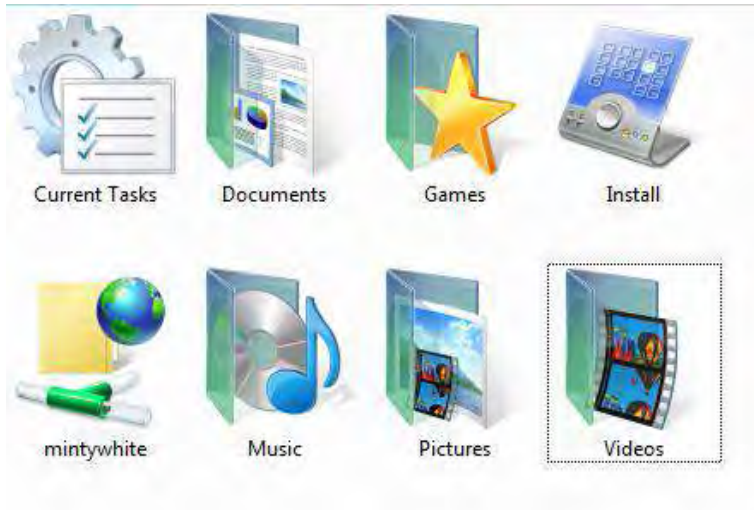 Current Tasks
Documents
Games
Install
mintywhite
Music
Pictures
Videos